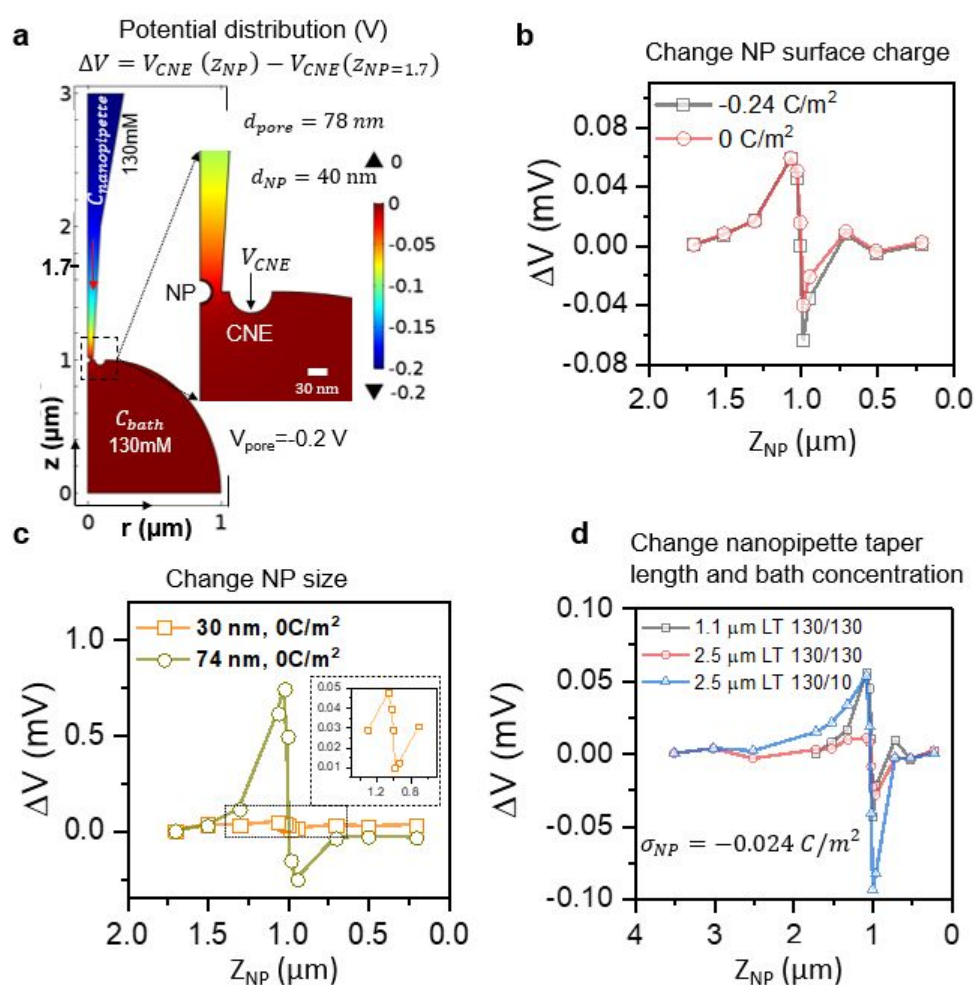 a
Potential distribution (V)
ΔV = V_CNE (z_NP) − V_CNE(z_NP=1.7)
3
2
1.7
1
0
z (μm)
0
1
r (μm)
C_nanopipette
130mM
d_pore = 78 nm
d_NP = 40 nm
NP
V_CNE
CNE
30 nm
C_bath
130mM
V_pore=-0.2 V
0
0
-0.05
-0.1
-0.15
-0.2
-0.2
b
Change NP surface charge
-0.24 C/m²
0 C/m²
0.08
0.04
0.00
-0.04
-0.08
ΔV (mV)
2.0 1.5 1.0 0.5 0.0
Z_NP (μm)
c
Change NP size
30 nm, 0C/m²
74 nm, 0C/m²
1.0
0.5
0.0
ΔV (mV)
0.05
0.04
0.03
0.02
0.01
1.2 0.8
2.0 1.5 1.0 0.5 0.0
Z_NP (μm)
d
Change nanopipette taper
length and bath concentration
1.1 μm LT 130/130
2.5 μm LT 130/130
2.5 μm LT 130/10
0.10
0.05
0.00
-0.05
-0.10
ΔV (mV)
σ_NP = −0.024 C/m²
4 3 2 1 0
Z_NP (μm)